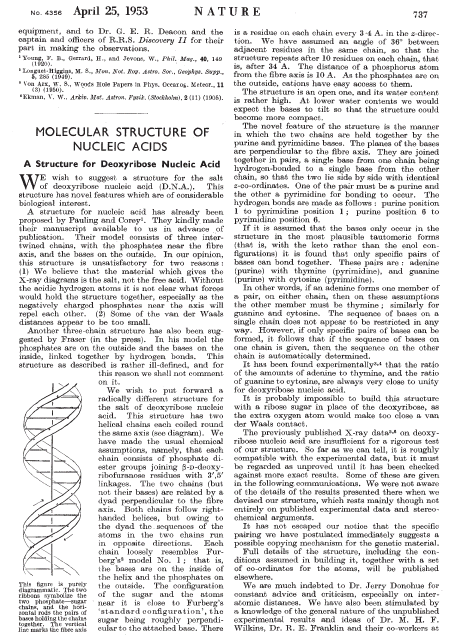 No. 4356 April 25, 1953 NATURE 737
equipment, and to Dr. G. E. R. Deacon and the
captain and officers of R.R.S. Discovery II for their
part in making the observations.
¹ Young, F. B., Gerrard, H., and Jevons, W., Phil. Mag., 40, 149
(1920).
² Longuet-Higgins, M. S., Mon. Not. Roy. Astro. Soc., Geophys. Supp.,
5, 285 (1949).
³ Von Arx, W. S., Woods Hole Papers in Phys. Oceanog. Meteor., 11
(3) (1950).
⁴ Ekman, V. W., Arkiv. Mat. Astron. Fysik. (Stockholm), 2 (11) (1905).
MOLECULAR STRUCTURE OF
NUCLEIC ACIDS
A Structure for Deoxyribose Nucleic Acid
WE wish to suggest a structure for the salt
of deoxyribose nucleic acid (D.N.A.). This
structure has novel features which are of considerable
biological interest.
A structure for nucleic acid has already been
proposed by Pauling and Corey¹. They kindly made
their manuscript available to us in advance of
publication. Their model consists of three inter-
twined chains, with the phosphates near the fibre
axis, and the bases on the outside. In our opinion,
this structure is unsatisfactory for two reasons :
(1) We believe that the material which gives the
X-ray diagrams is the salt, not the free acid. Without
the acidic hydrogen atoms it is not clear what forces
would hold the structure together, especially as the
negatively charged phosphates near the axis will
repel each other. (2) Some of the van der Waals
distances appear to be too small.
Another three-chain structure has also been sug-
gested by Fraser (in the press). In his model the
phosphates are on the outside and the bases on the
inside, linked together by hydrogen bonds. This
structure as described is rather ill-defined, and for
this reason we shall not comment
on it.
We wish to put forward a
radically different structure for
the salt of deoxyribose nucleic
acid. This structure has two
helical chains each coiled round
the same axis (see diagram). We
have made the usual chemical
assumptions, namely, that each
chain consists of phosphate di-
ester groups joining β-D-deoxy-
ribofuranose residues with 3′,5′
linkages. The two chains (but
not their bases) are related by a
dyad perpendicular to the fibre
axis. Both chains follow right-
handed helices, but owing to
the dyad the sequences of the
atoms in the two chains run
in opposite directions. Each
chain loosely resembles Fur-
berg's² model No. 1 ; that is,
the bases are on the inside of
the helix and the phosphates on
the outside. The configuration
of the sugar and the atoms
near it is close to Furberg's
'standard configuration', the
sugar being roughly perpendi-
cular to the attached base. There
This figure is purely
diagrammatic. The two
ribbons symbolize the
two phosphate—sugar
chains, and the hori-
zontal rods the pairs of
bases holding the chains
together. The vertical
line marks the fibre axis
is a residue on each chain every 3·4 A. in the z-direc-
tion. We have assumed an angle of 36° between
adjacent residues in the same chain, so that the
structure repeats after 10 residues on each chain, that
is, after 34 A. The distance of a phosphorus atom
from the fibre axis is 10 A. As the phosphates are on
the outside, cations have easy access to them.
The structure is an open one, and its water content
is rather high. At lower water contents we would
expect the bases to tilt so that the structure could
become more compact.
The novel feature of the structure is the manner
in which the two chains are held together by the
purine and pyrimidine bases. The planes of the bases
are perpendicular to the fibre axis. They are joined
together in pairs, a single base from one chain being
hydrogen-bonded to a single base from the other
chain, so that the two lie side by side with identical
z-co-ordinates. One of the pair must be a purine and
the other a pyrimidine for bonding to occur. The
hydrogen bonds are made as follows : purine position
1 to pyrimidine position 1 ; purine position 6 to
pyrimidine position 6.
If it is assumed that the bases only occur in the
structure in the most plausible tautomeric forms
(that is, with the keto rather than the enol con-
figurations) it is found that only specific pairs of
bases can bond together. These pairs are : adenine
(purine) with thymine (pyrimidine), and guanine
(purine) with cytosine (pyrimidine).
In other words, if an adenine forms one member of
a pair, on either chain, then on these assumptions
the other member must be thymine ; similarly for
guanine and cytosine. The sequence of bases on a
single chain does not appear to be restricted in any
way. However, if only specific pairs of bases can be
formed, it follows that if the sequence of bases on
one chain is given, then the sequence on the other
chain is automatically determined.
It has been found experimentally³,⁴ that the ratio
of the amounts of adenine to thymine, and the ratio
of guanine to cytosine, are always very close to unity
for deoxyribose nucleic acid.
It is probably impossible to build this structure
with a ribose sugar in place of the deoxyribose, as
the extra oxygen atom would make too close a van
der Waals contact.
The previously published X-ray data⁵,⁶ on deoxy-
ribose nucleic acid are insufficient for a rigorous test
of our structure. So far as we can tell, it is roughly
compatible with the experimental data, but it must
be regarded as unproved until it has been checked
against more exact results. Some of these are given
in the following communications. We were not aware
of the details of the results presented there when we
devised our structure, which rests mainly though not
entirely on published experimental data and stereo-
chemical arguments.
It has not escaped our notice that the specific
pairing we have postulated immediately suggests a
possible copying mechanism for the genetic material.
Full details of the structure, including the con-
ditions assumed in building it, together with a set
of co-ordinates for the atoms, will be published
elsewhere.
We are much indebted to Dr. Jerry Donohue for
constant advice and criticism, especially on inter-
atomic distances. We have also been stimulated by
a knowledge of the general nature of the unpublished
experimental results and ideas of Dr. M. H. F.
Wilkins, Dr. R. E. Franklin and their co-workers at